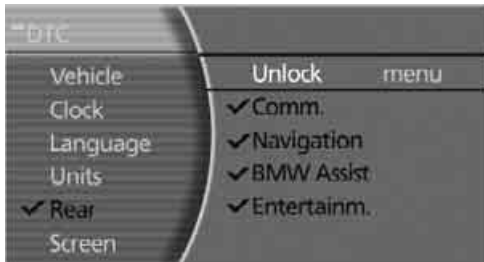 DTC
Vehicle
Clock
Language
Units
✔ Rear
Screen
Unlock menu
✔ Comm.
✔ Navigation
✔ BMW Assist
✔ Entertainm.